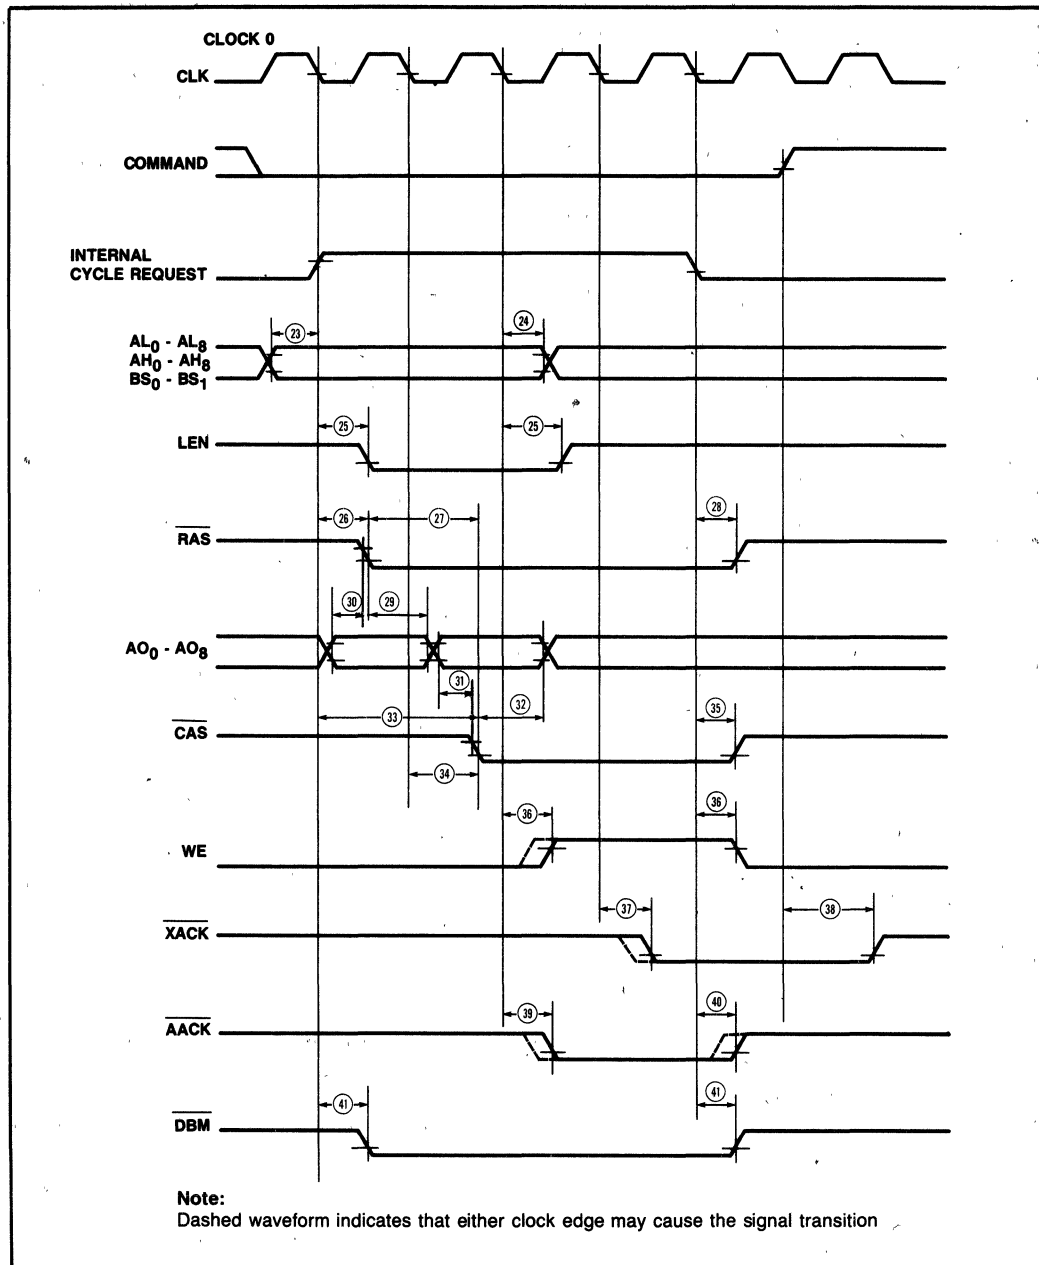 CLOCK 0
CLK
COMMAND
INTERNAL
CYCLE REQUEST
23
24
AL0 - AL8
AH0 - AH8
BS0 - BS1
25
25
LEN
26
27
28
RAS
30
29
AO0 - AO8
31
32
33
35
CAS
34
36
36
WE
37
38
XACK
39
40
AACK
41
41
DBM
Note:
Dashed waveform indicates that either clock edge may cause the signal transition